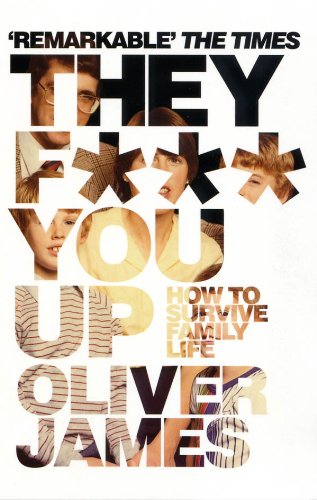 'REMARKABLE' THE TIMES
THEY
F***
YOU
UP
HOW TO
SURVIVE
FAMILY
LIFE
OLIVER
JAMES